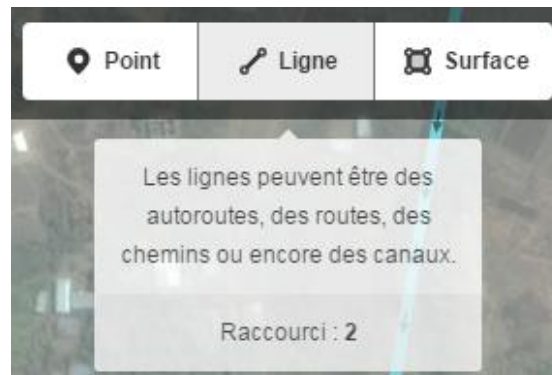 Point Ligne Surface
Les lignes peuvent être des
autoroutes, des routes, des
chemins ou encore des canaux.
Raccourci : 2